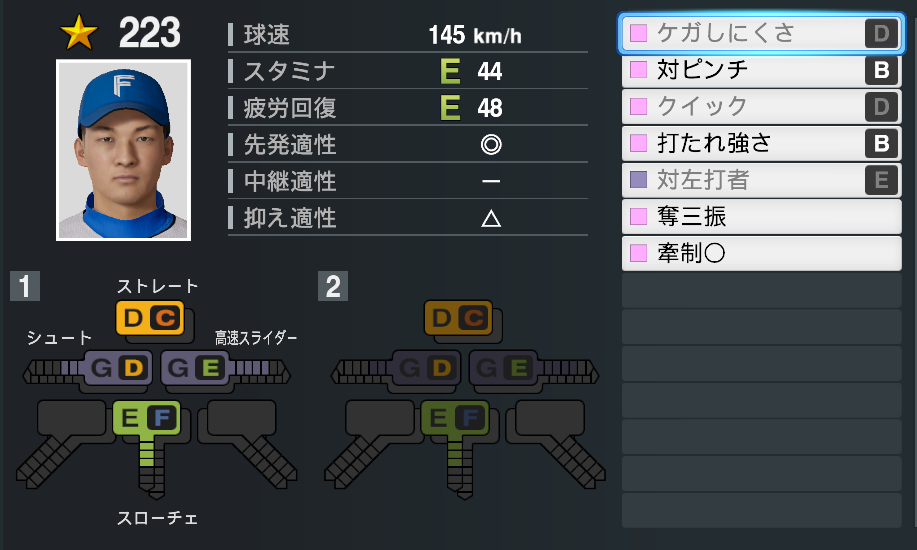 ★ 223
球速 145 km/h
スタミナ E 44
疲労回復 E 48
先発適性 ◎
中継適性 ー
抑え適性 △
F
ケガしにくさ D
対ピンチ B
クイック D
打たれ強さ B
対左打者 E
奪三振
牽制〇
1
ストレート
D C
シュート
G D
高速スライダー
G E
E F
スローチェ
2
D C
G D
G E
E F